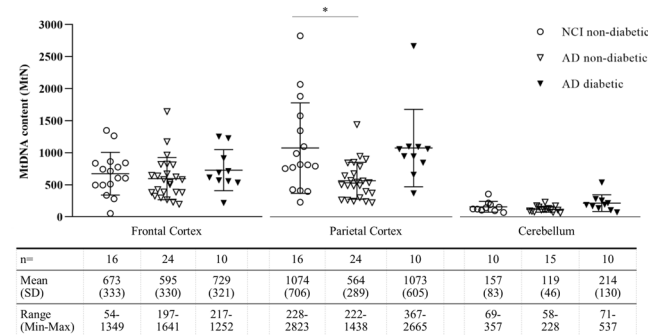 *
3000
2500
2000
1500
1000
500
0
MtDNA content (MtN)
NCI non-diabetic
AD non-diabetic
AD diabetic
Frontal Cortex Parietal Cortex Cerebellum
n= 16 24 10 16 24 10 10 15 10
Mean 673 595 729 1074 564 1073 157 119 214
(SD) (333) (330) (321) (706) (289) (605) (83) (46) (130)
Range 54- 197- 217- 228- 222- 367- 69- 58- 71-
(Min-Max) 1349 1641 1252 2823 1438 2665 357 228 537